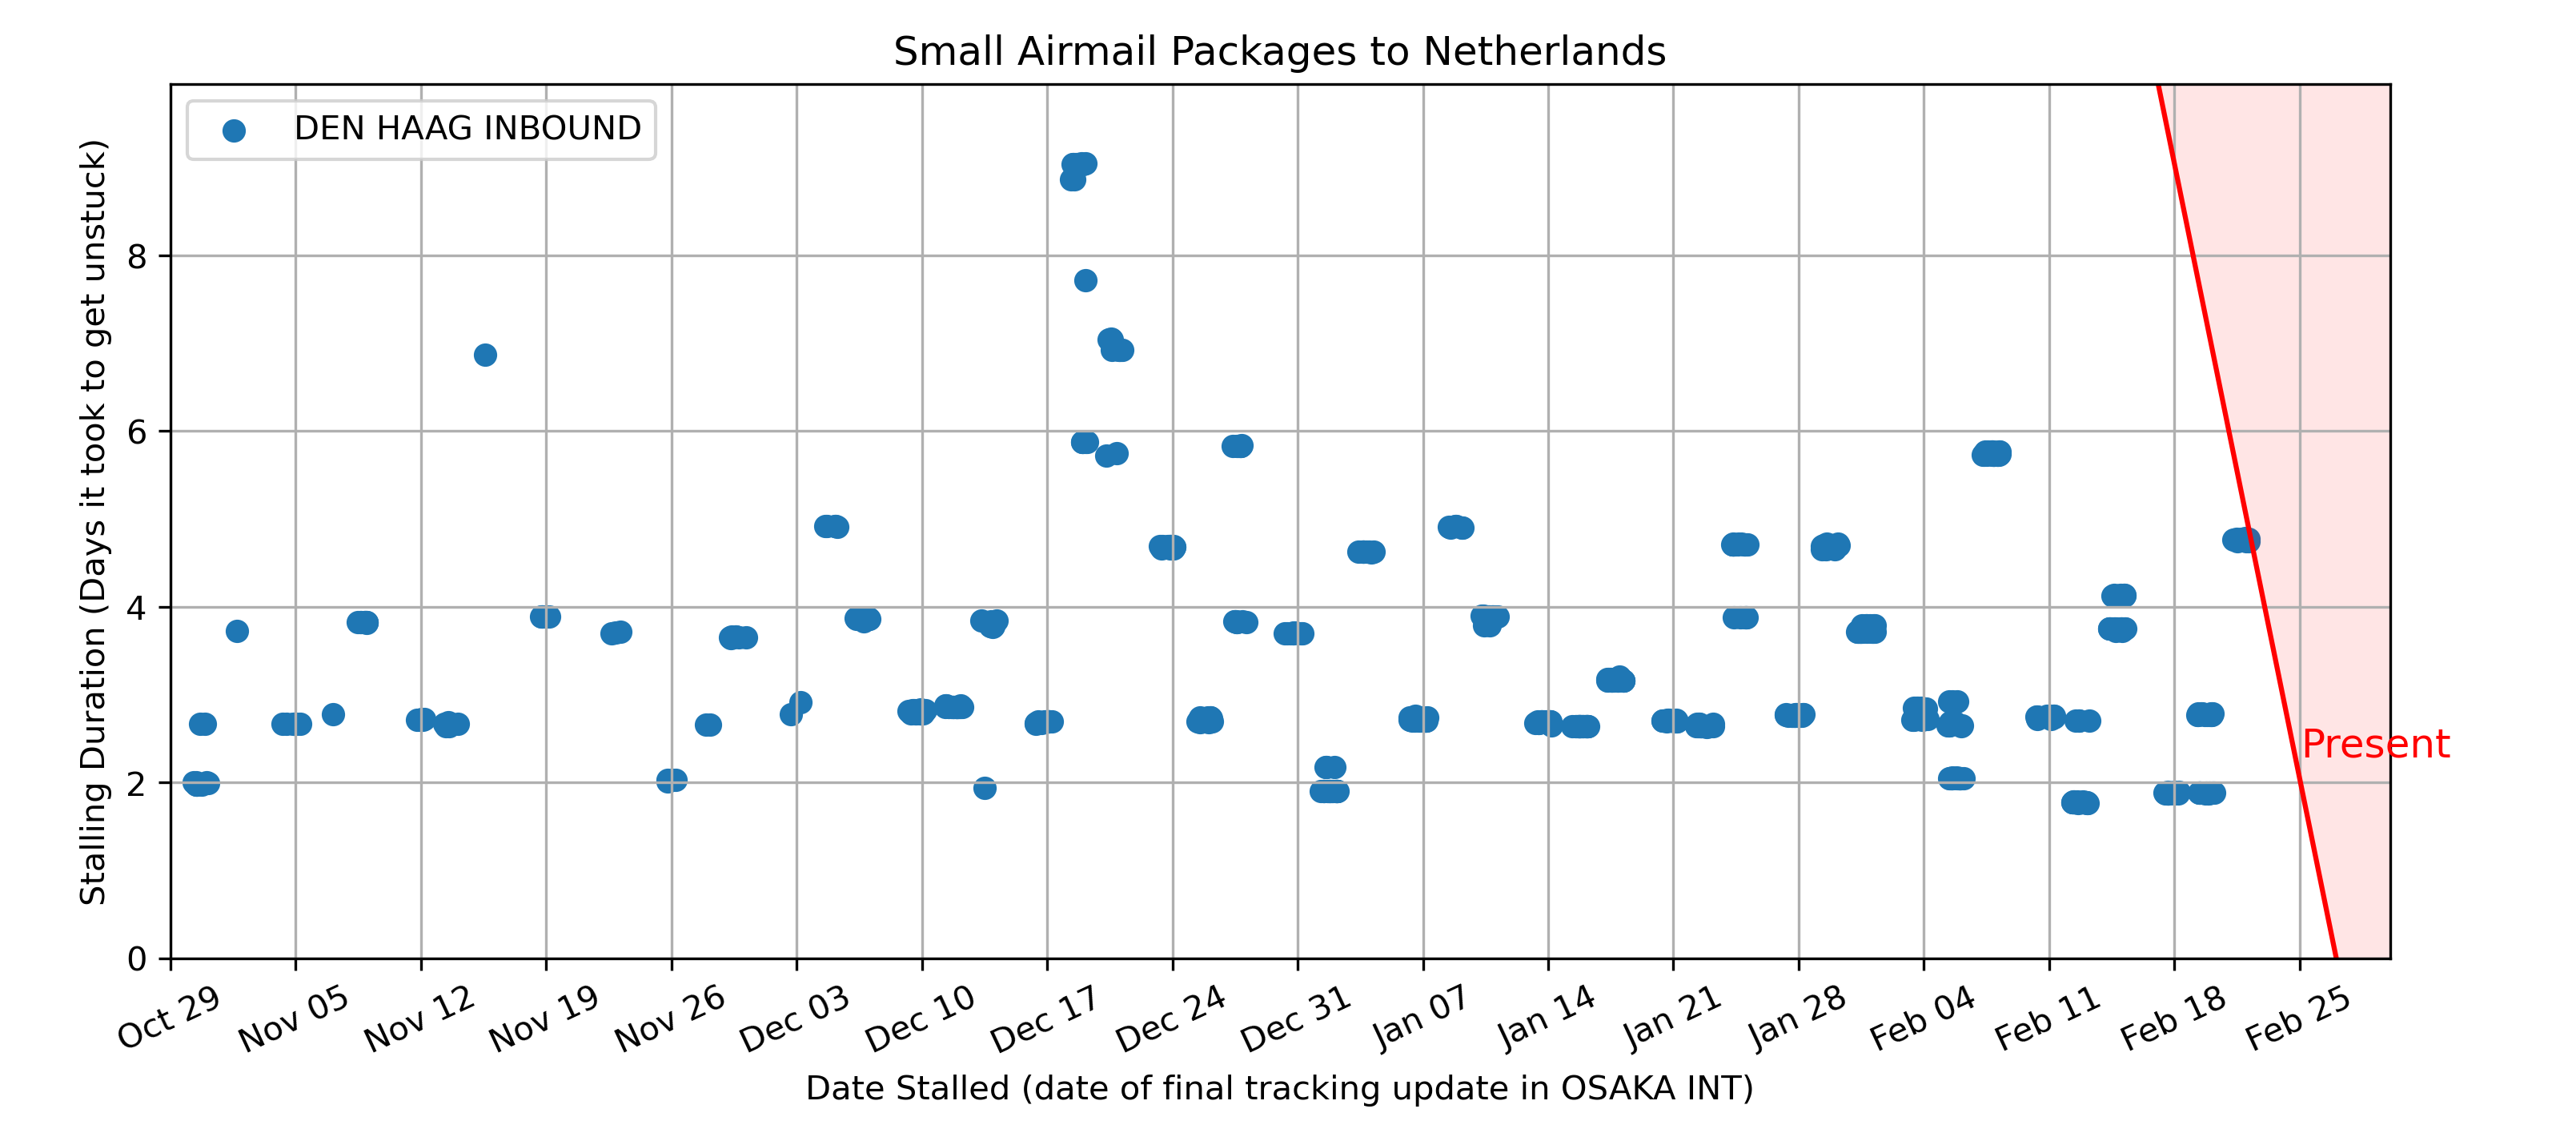 Small Airmail Packages to Netherlands
DEN HAAG INBOUND
Stalling Duration (Days it took to get unstuck)
8
6
4
2
0
Present
Oct 29
Nov 05
Nov 12
Nov 19
Nov 26
Dec 03
Dec 10
Dec 17
Dec 24
Dec 31
Jan 07
Jan 14
Jan 21
Jan 28
Feb 04
Feb 11
Feb 18
Feb 25
Date Stalled (date of final tracking update in OSAKA INT)